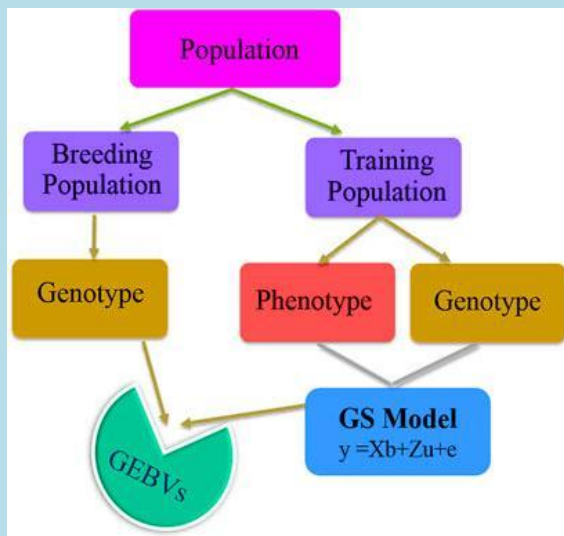 Population
Breeding
Population
Training
Population
Genotype
Phenotype
Genotype
GS Model
y =Xb+Zu+e
GEBVs